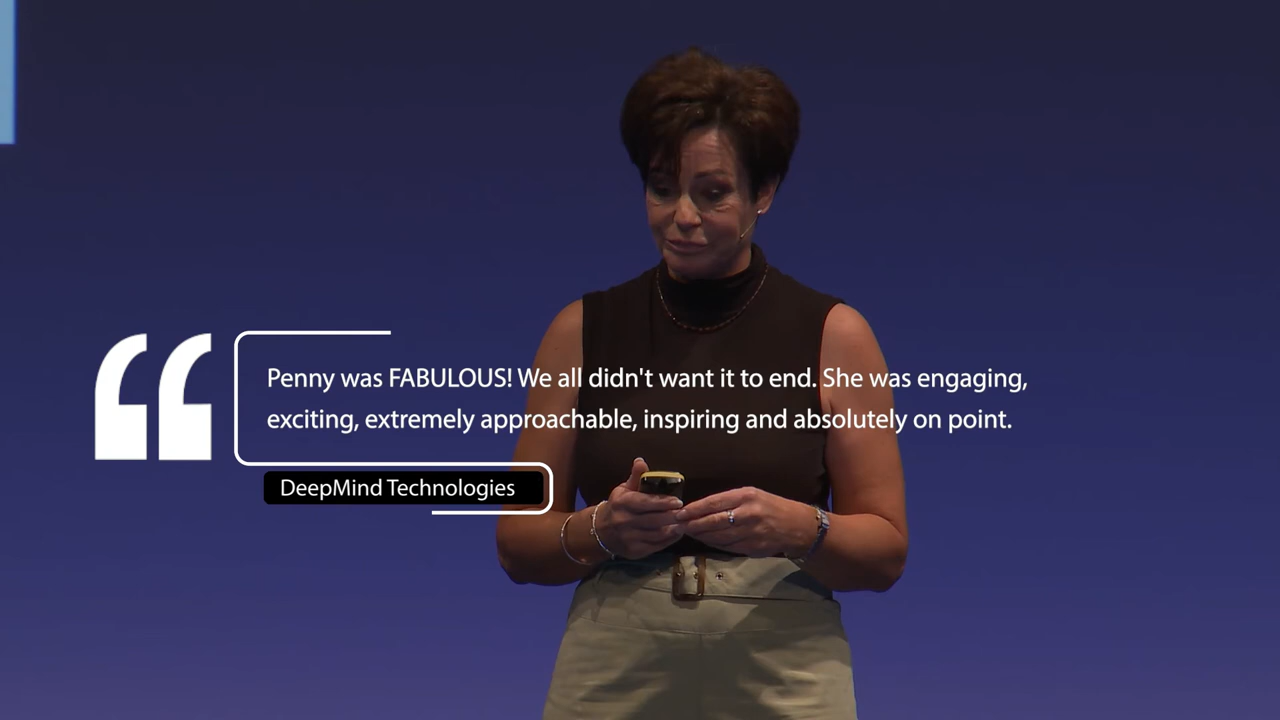 Penny was FABULOUS! We all didn't want it to end. She was engaging,
exciting, extremely approachable, inspiring and absolutely on point.
DeepMind Technologies